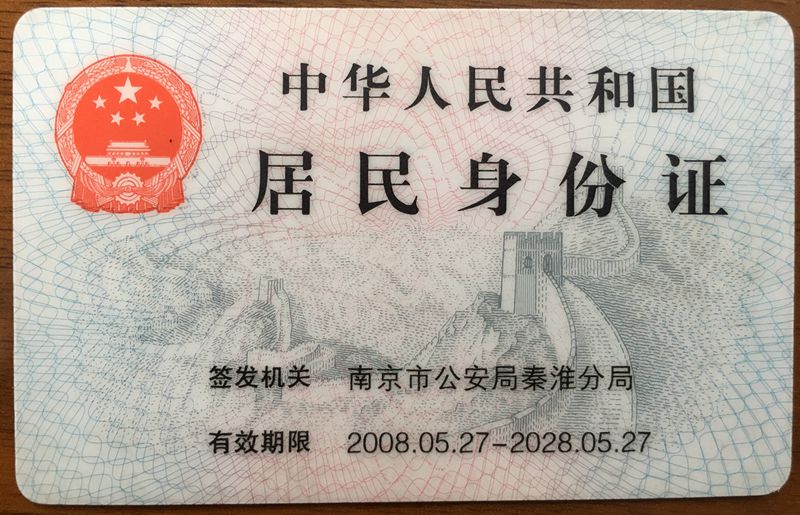 中华人民共和国
居民身份证
签发机关 南京市公安局秦淮分局
有效期限 2008.05.27-2028.05.27